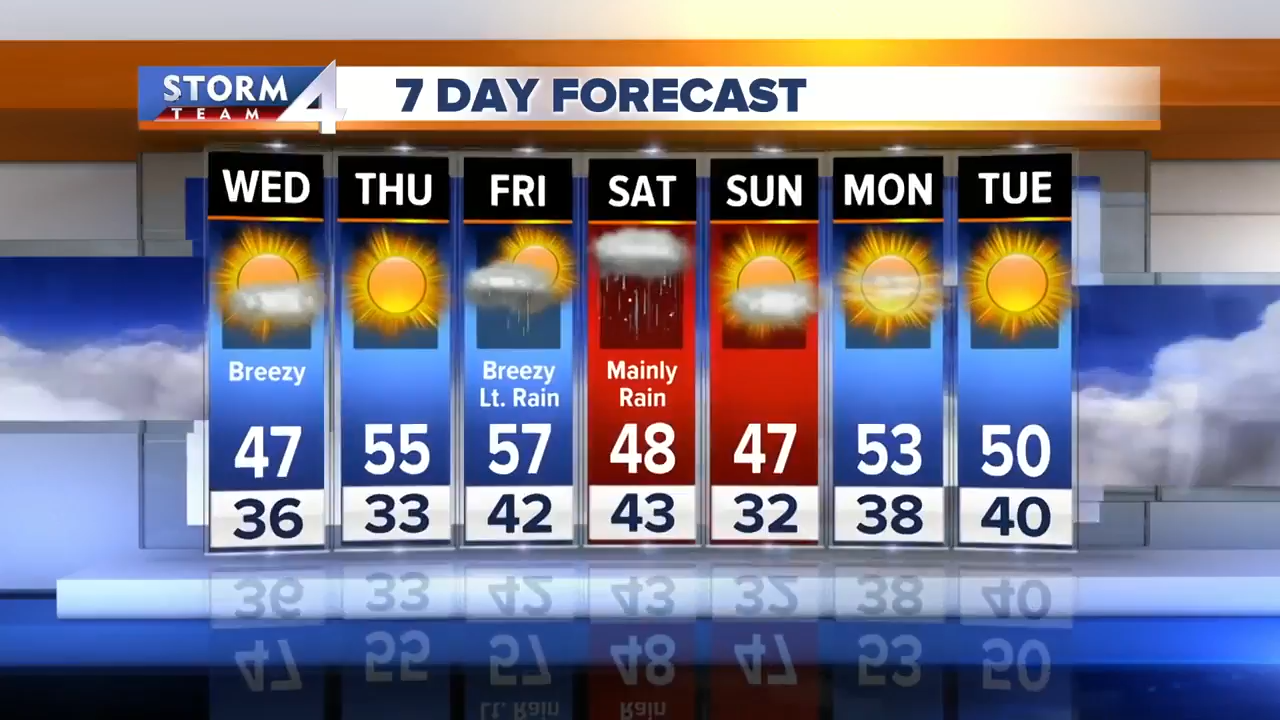 STORM
TEAM
4
7 DAY FORECAST
WED
THU
FRI
SAT
SUN
MON
TUE
Breezy
Breezy
Lt. Rain
Mainly
Rain
47
55
57
48
47
53
50
36
33
42
43
32
38
40